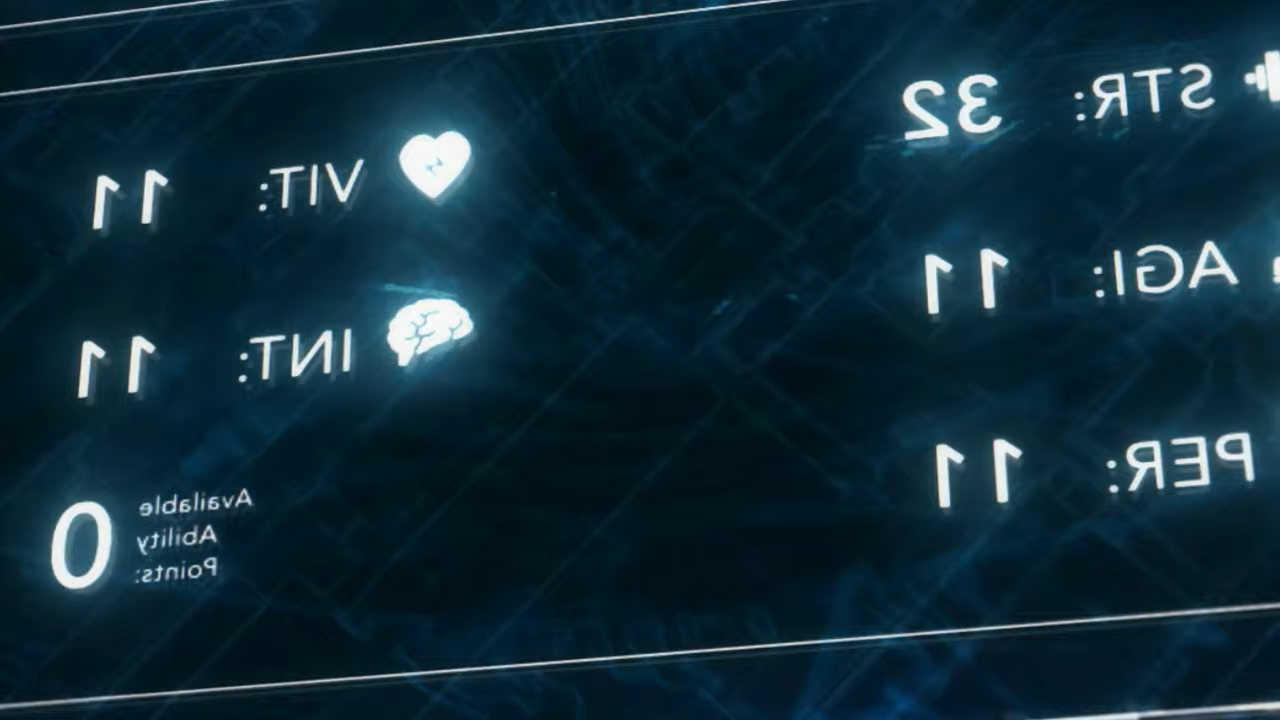 STR: 32
VIT: 11
AGI: 11
INT: 11
PER: 11
Available
Ability
Points:
0